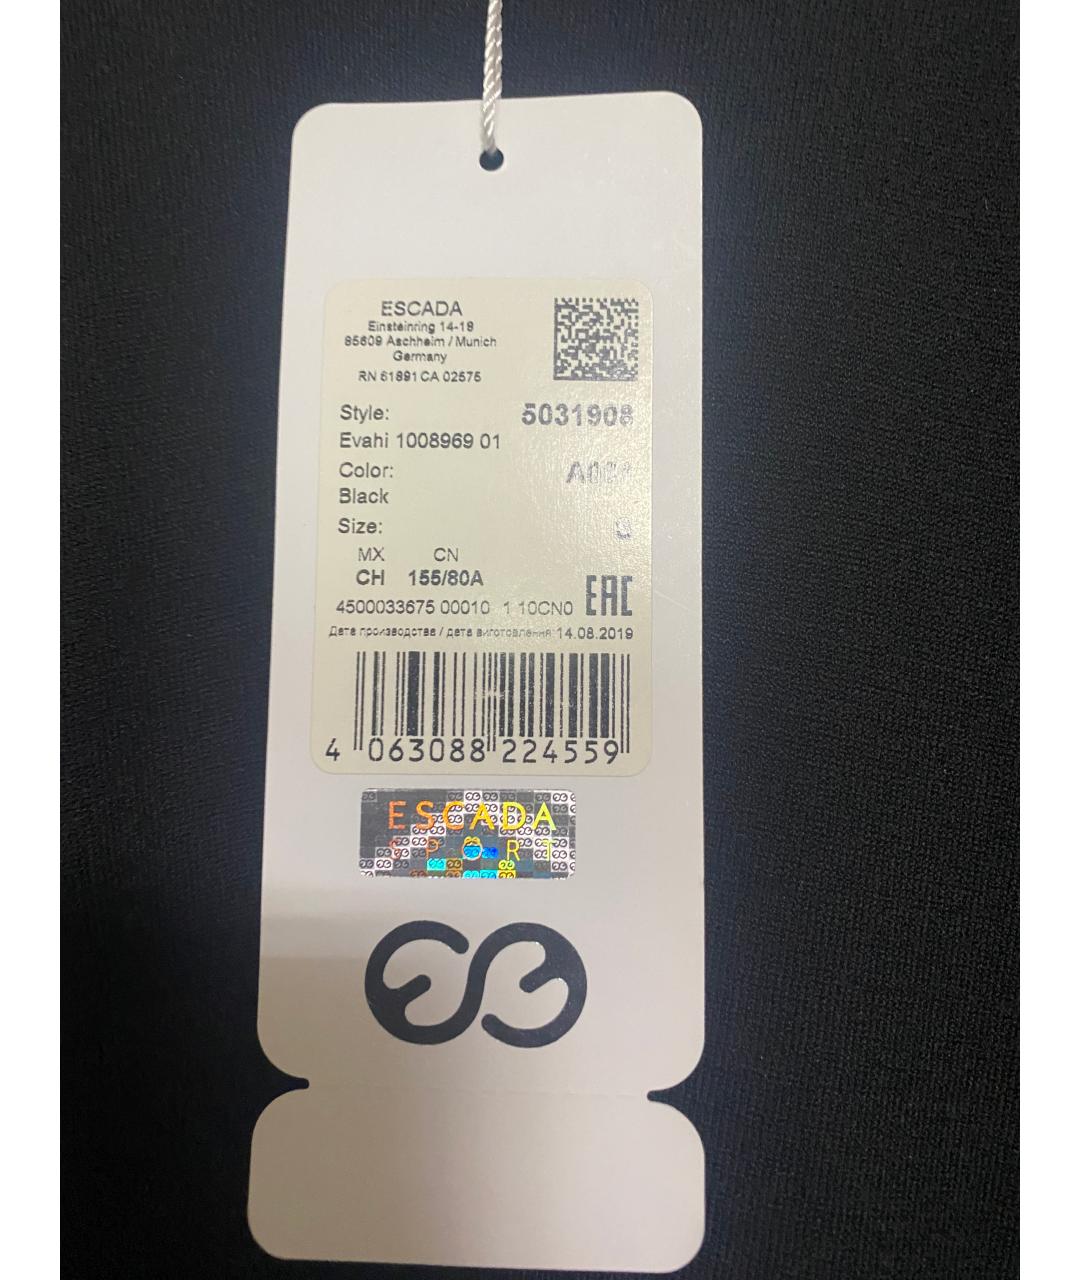 ESCADA
Einsteinring 14-18
85609 Aschheim / Munich
Germany
RN 61891 CA 02575
Style: 5031908
Evahi 1008969 01
Color:
Black
Size:
MX CN
CH 155/80A
4500033675 00010 1 10CN0 EAC
Дата производства / дата виготовлення 14.08.2019
4 063088 224559
ESCADA
SPORT